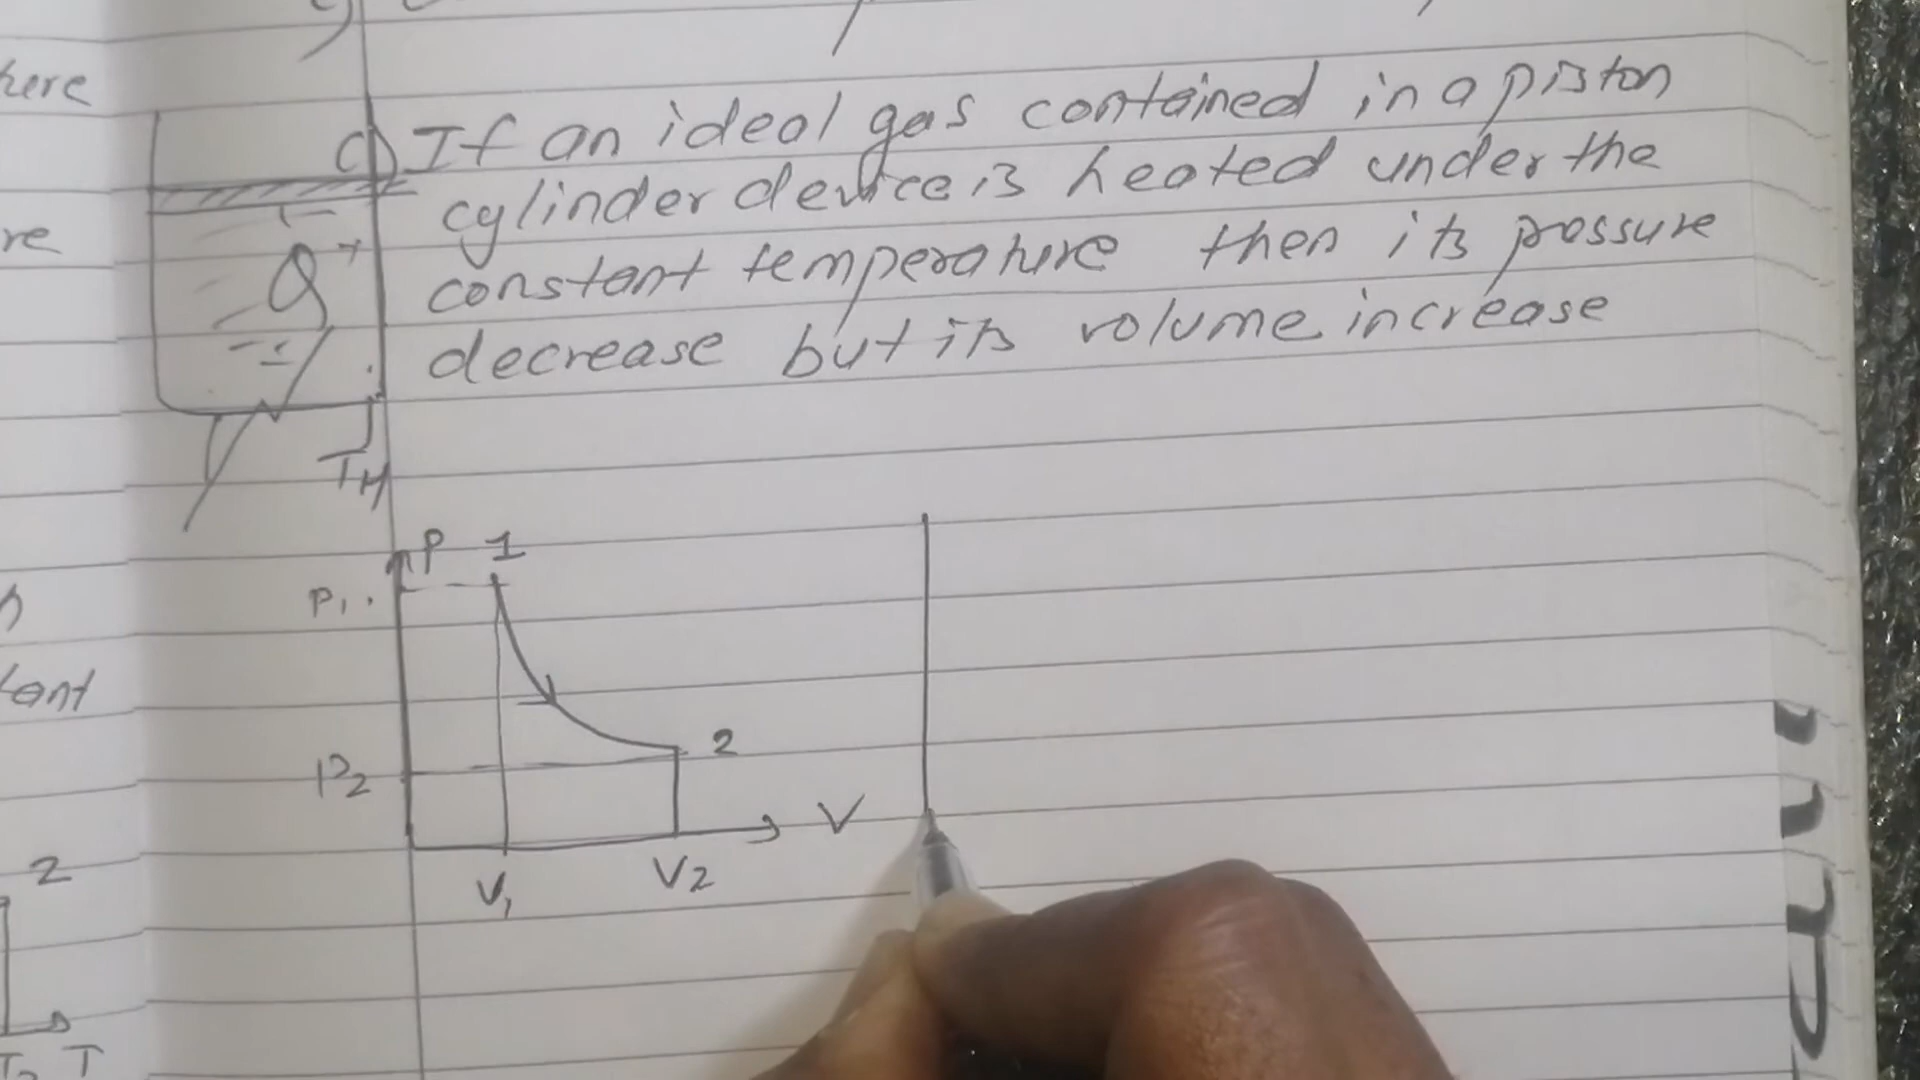 here
C) If an ideal gas contained in a piston
cylinder device is heated under the
re
constant temperature then its pressure
decrease but its volume increase
Q
TH
P 1
P1
tant
2
P2
V
V1 V2
2
T